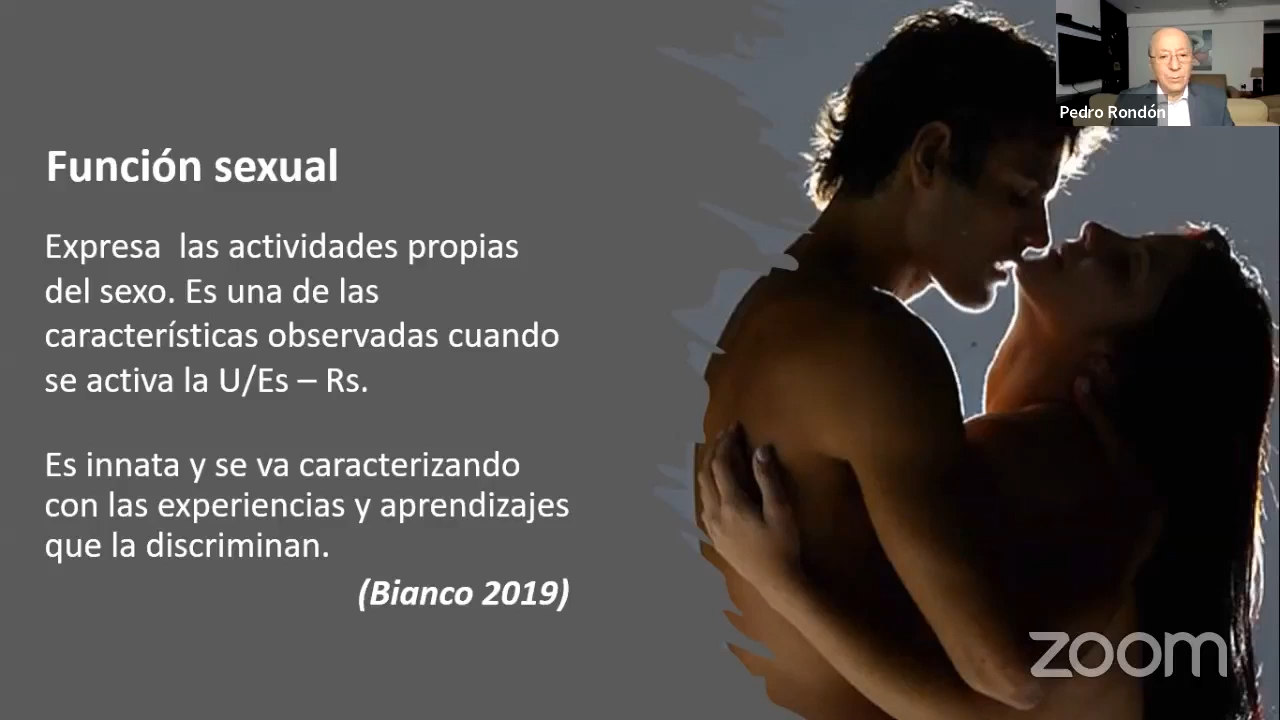 Pedro Rondón
Función sexual
Expresa las actividades propias
del sexo. Es una de las
características observadas cuando
se activa la U/Es – Rs.
Es innata y se va caracterizando
con las experiencias y aprendizajes
que la discriminan.
(Bianco 2019)
zoom